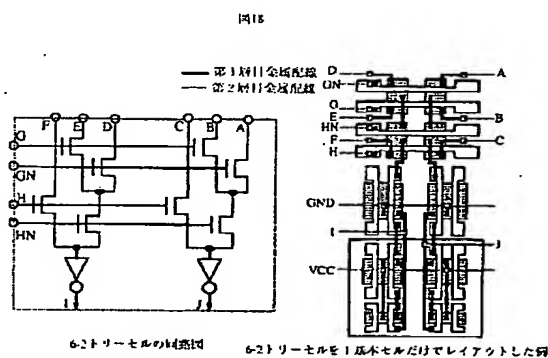 図18
第1層目金属配線
第2層目金属配線
F E D C B A
G
GN
H
HN
I J
6-2トリーセルの回路図
D A
GN
G
E B
HN
F C
H
GND
I J
VCC
6-2トリーセルを1基本セルだけでレイアウトした例